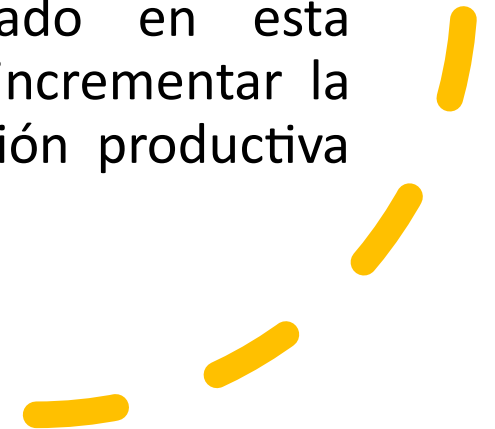 ado en esta
incrementar la
ión productiva